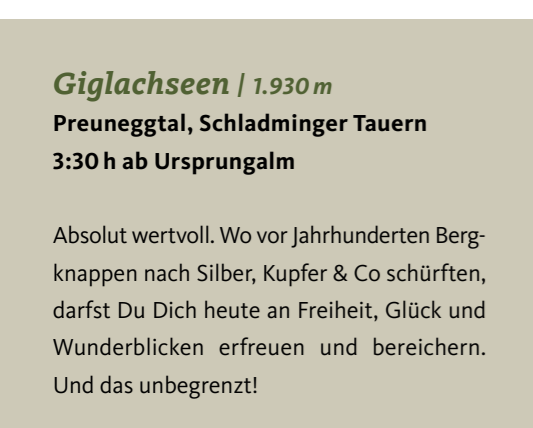 Giglachseen | 1.930 m
Preuneggtal, Schladminger Tauern
3:30 h ab Ursprungalm
Absolut wertvoll. Wo vor Jahrhunderten Berg-
knappen nach Silber, Kupfer & Co schürften,
darfst Du Dich heute an Freiheit, Glück und
Wunderblicken erfreuen und bereichern.
Und das unbegrenzt!